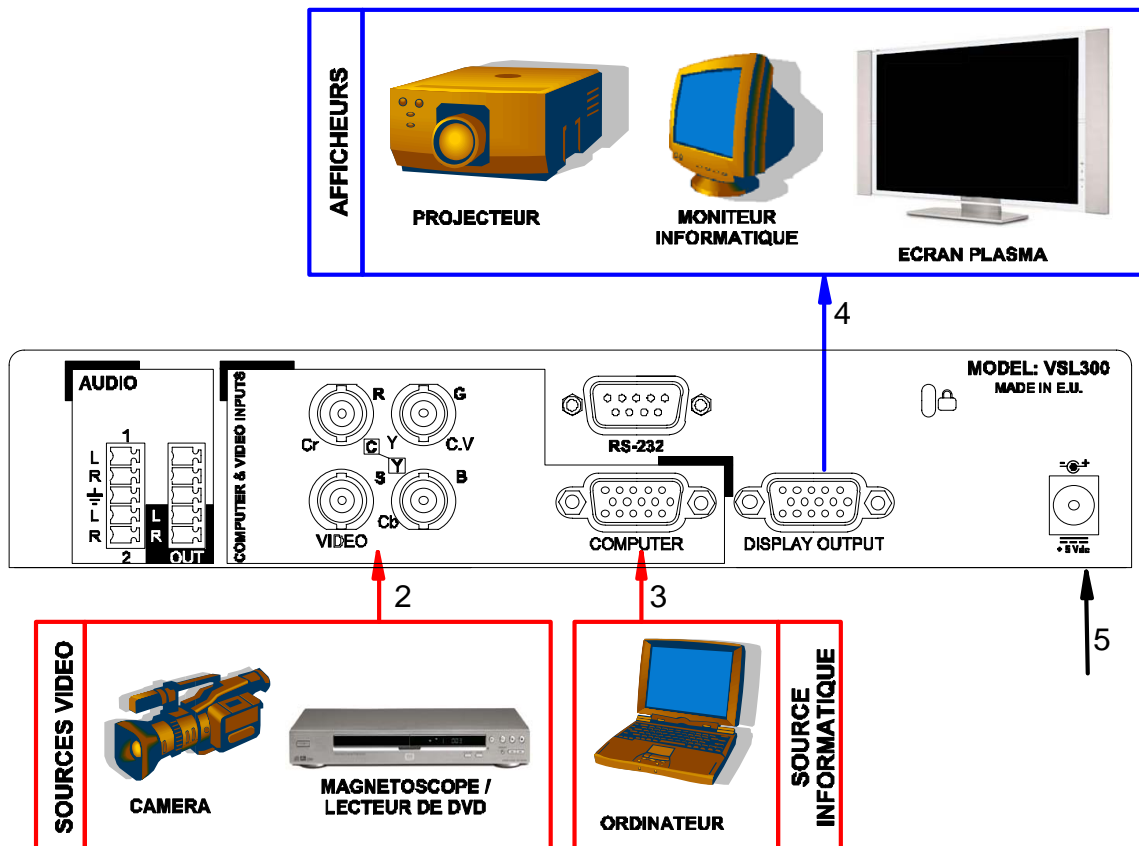 AFFICHEURS
PROJECTEUR
MONITEUR
INFORMATIQUE
ECRAN PLASMA
4
MODEL: VSL300
MADE IN E.U.
AUDIO
1
L
R
L
R
2
L
R
OUT
COMPUTER & VIDEO INPUTS
R
G
Cr
Y
C.V
C
Y
S
B
Cb
VIDEO
RS-232
COMPUTER
DISPLAY OUTPUT
- +
+ 5 Vdc
2
3
5
SOURCES VIDEO
CAMERA
MAGNETOSCOPE /
LECTEUR DE DVD
ORDINATEUR
SOURCE
INFORMATIQUE